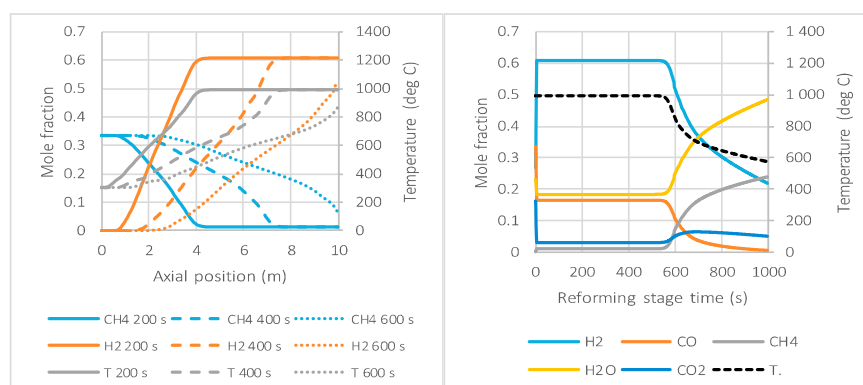 0.7
0.6
0.5
0.4
0.3
0.2
0.1
0
Mole fraction
1400
1200
1000
800
600
400
200
0
Temperature (deg C)
0 2 4 6 8 10
Axial position (m)
CH4 200 s CH4 400 s CH4 600 s
H2 200 s H2 400 s H2 600 s
T 200 s T 400 s T 600 s
0.7
0.6
0.5
0.4
0.3
0.2
0.1
0
Mole fraction
1 400
1 200
1 000
800
600
400
200
0
Temperature (deg C)
0 200 400 600 800 1000
Reforming stage time (s)
H2 CO CH4
H2O CO2 T.